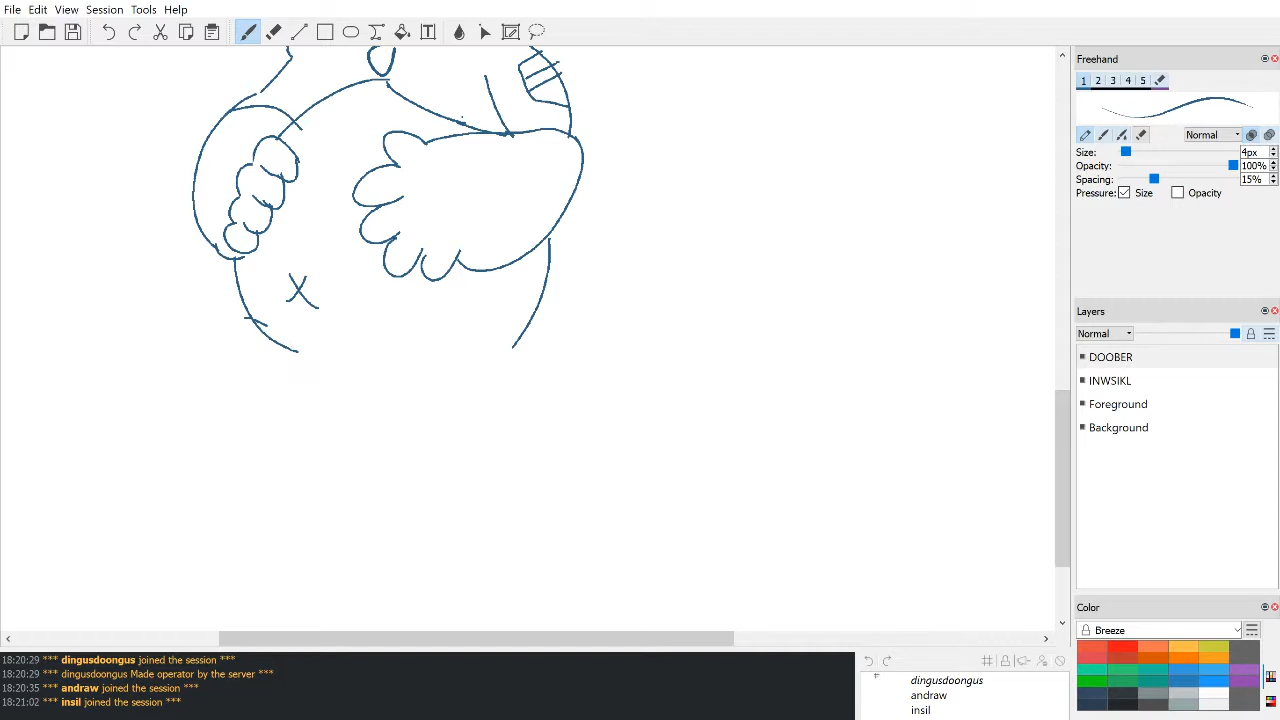 File Edit View Session Tools Help
Freehand
1 2 3 4 5
Normal
Size: 4px
Opacity: 100%
Spacing: 15%
Pressure: Size Opacity
X
Layers
Normal
DOOBER
INWSIKL
Foreground
Background
Color
Breeze
18:20:29 *** dingusdoongus joined the session ***
18:20:29 *** dingusdoongus Made operator by the server ***
18:20:35 *** andraw joined the session ***
18:21:02 *** insil joined the session ***
dingusdoongus
andraw
insil